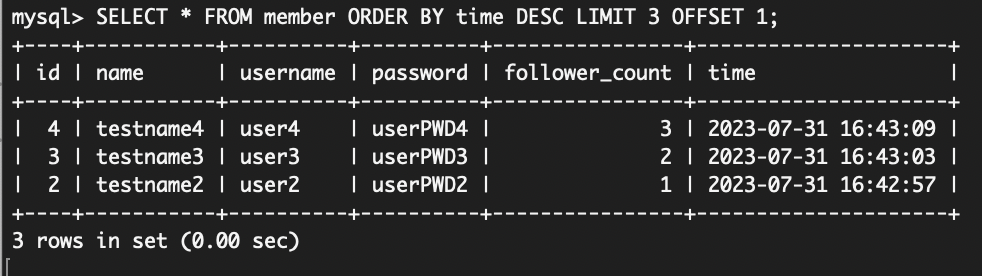 mysql> SELECT * FROM member ORDER BY time DESC LIMIT 3 OFFSET 1;
+----+-----------+----------+----------+----------------+---------------------+
| id | name      | username | password | follower_count | time                |
+----+-----------+----------+----------+----------------+---------------------+
|  4 | testname4 | user4    | userPWD4 |              3 | 2023-07-31 16:43:09 |
|  3 | testname3 | user3    | userPWD3 |              2 | 2023-07-31 16:43:03 |
|  2 | testname2 | user2    | userPWD2 |              1 | 2023-07-31 16:42:57 |
+----+-----------+----------+----------+----------------+---------------------+
3 rows in set (0.00 sec)